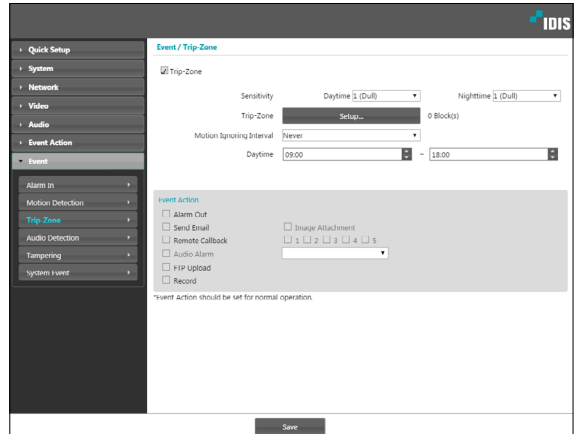 IDIS
Quick Setup
System
Network
Video
Audio
Event Action
Event
Alarm In
Motion Detection
Trip-Zone
Audio Detection
Tampering
System Event
Event / Trip-Zone
Trip-Zone
Sensitivity Daytime 1 (Dull) Nighttime 1 (Dull)
Trip-Zone Setup... 0 Block(s)
Motion Ignoring Interval Never
Daytime 09:00 ~ 18:00
Event Action
Alarm Out
Send Email Image Attachment
Remote Callback 1 2 3 4 5
Audio Alarm
FTP Upload
Record
*Event Action should be set for normal operation.
Save